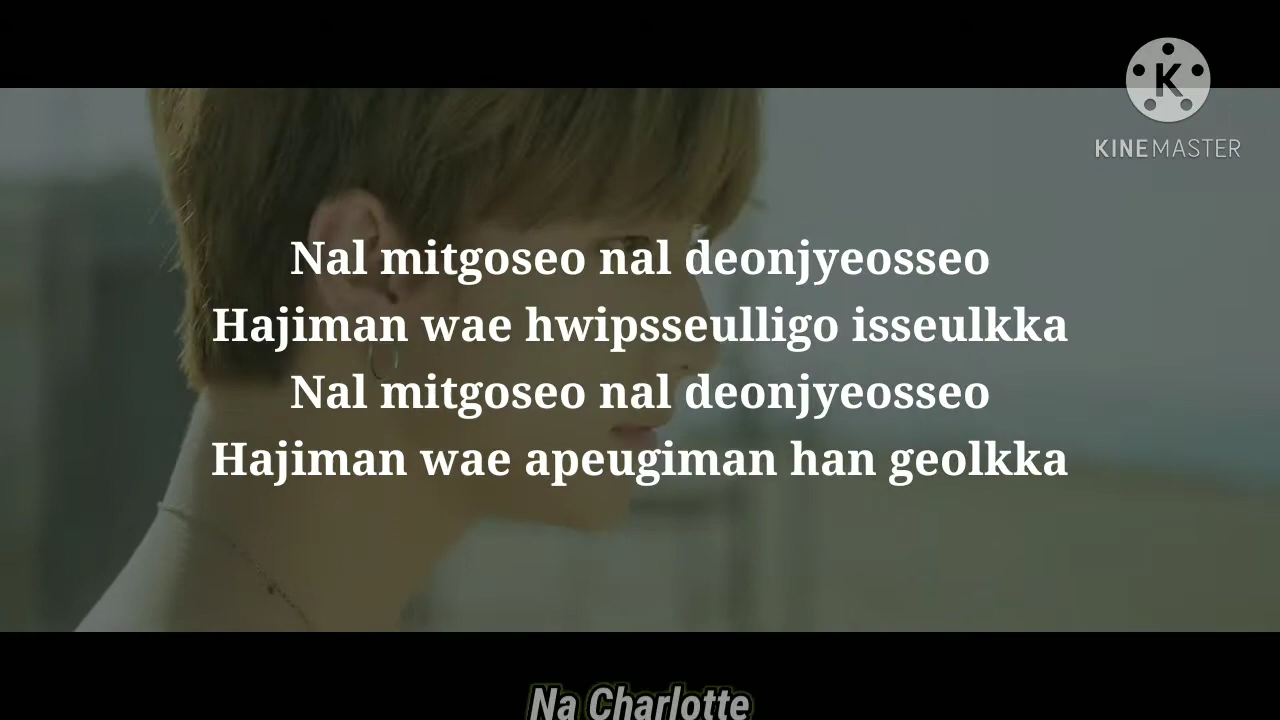 K
KINEMASTER
Nal mitgoseo nal deonjyeosseo
Hajiman wae hwipsseulligo isseulkka
Nal mitgoseo nal deonjyeosseo
Hajiman wae apeugiman han geolkka
Na Charlotte